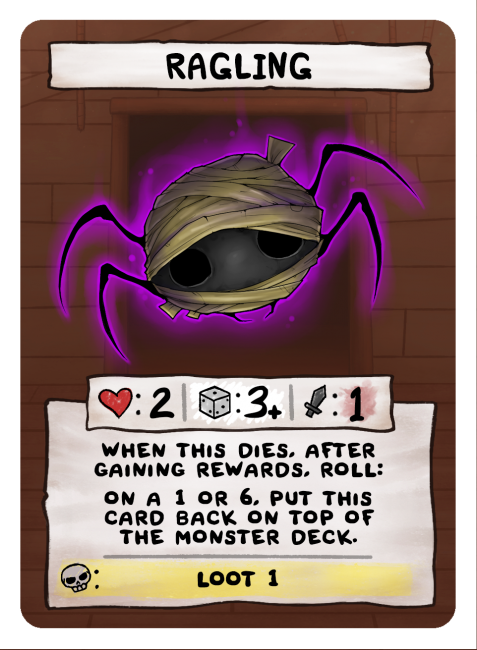 RAGLING
: 2 : 3+ : 1
WHEN THIS DIES, AFTER
GAINING REWARDS, ROLL:
ON A 1 OR 6, PUT THIS
CARD BACK ON TOP OF
THE MONSTER DECK.
: LOOT 1